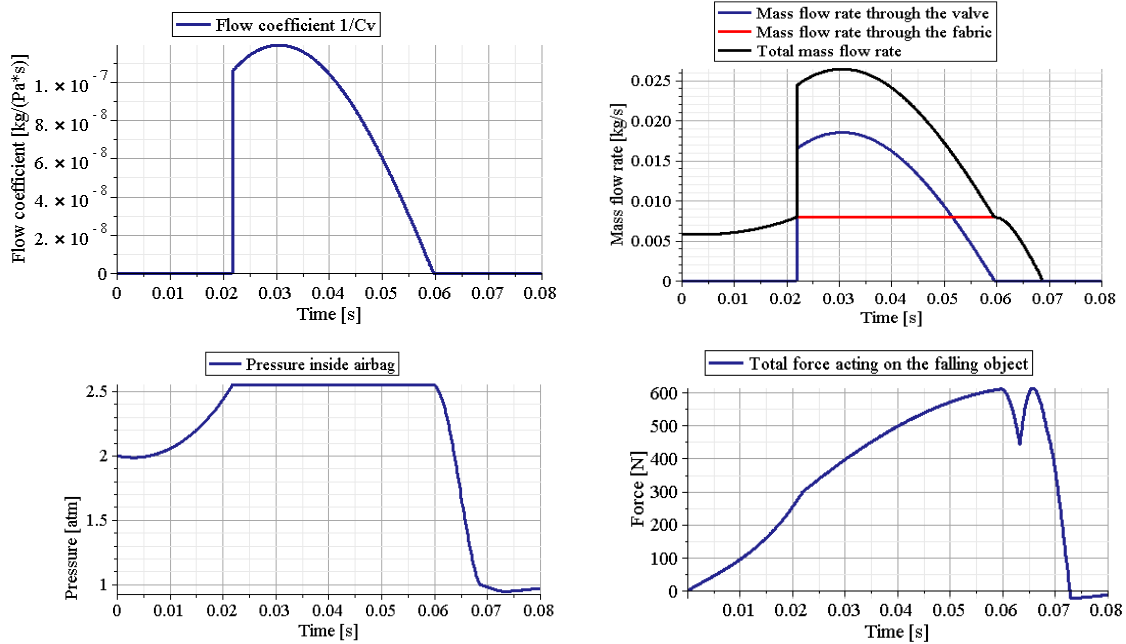 Flow coefficient 1/Cv
Flow coefficient [kg/(Pa*s)]
1. × 10⁻⁷
8. × 10⁻⁸
6. × 10⁻⁸
4. × 10⁻⁸
2. × 10⁻⁸
0
0 0.01 0.02 0.03 0.04 0.05 0.06 0.07 0.08
Time [s]
Mass flow rate through the valve
Mass flow rate through the fabric
Total mass flow rate
Mass flow rate [kg/s]
0.025
0.020
0.015
0.010
0.005
0
0 0.01 0.02 0.03 0.04 0.05 0.06 0.07 0.08
Time [s]
Pressure inside airbag
Pressure [atm]
2.5
2
1.5
1
0 0.01 0.02 0.03 0.04 0.05 0.06 0.07 0.08
Time [s]
Total force acting on the falling object
Force [N]
600
500
400
300
200
100
0
0.01 0.02 0.03 0.04 0.05 0.06 0.07 0.08
Time [s]